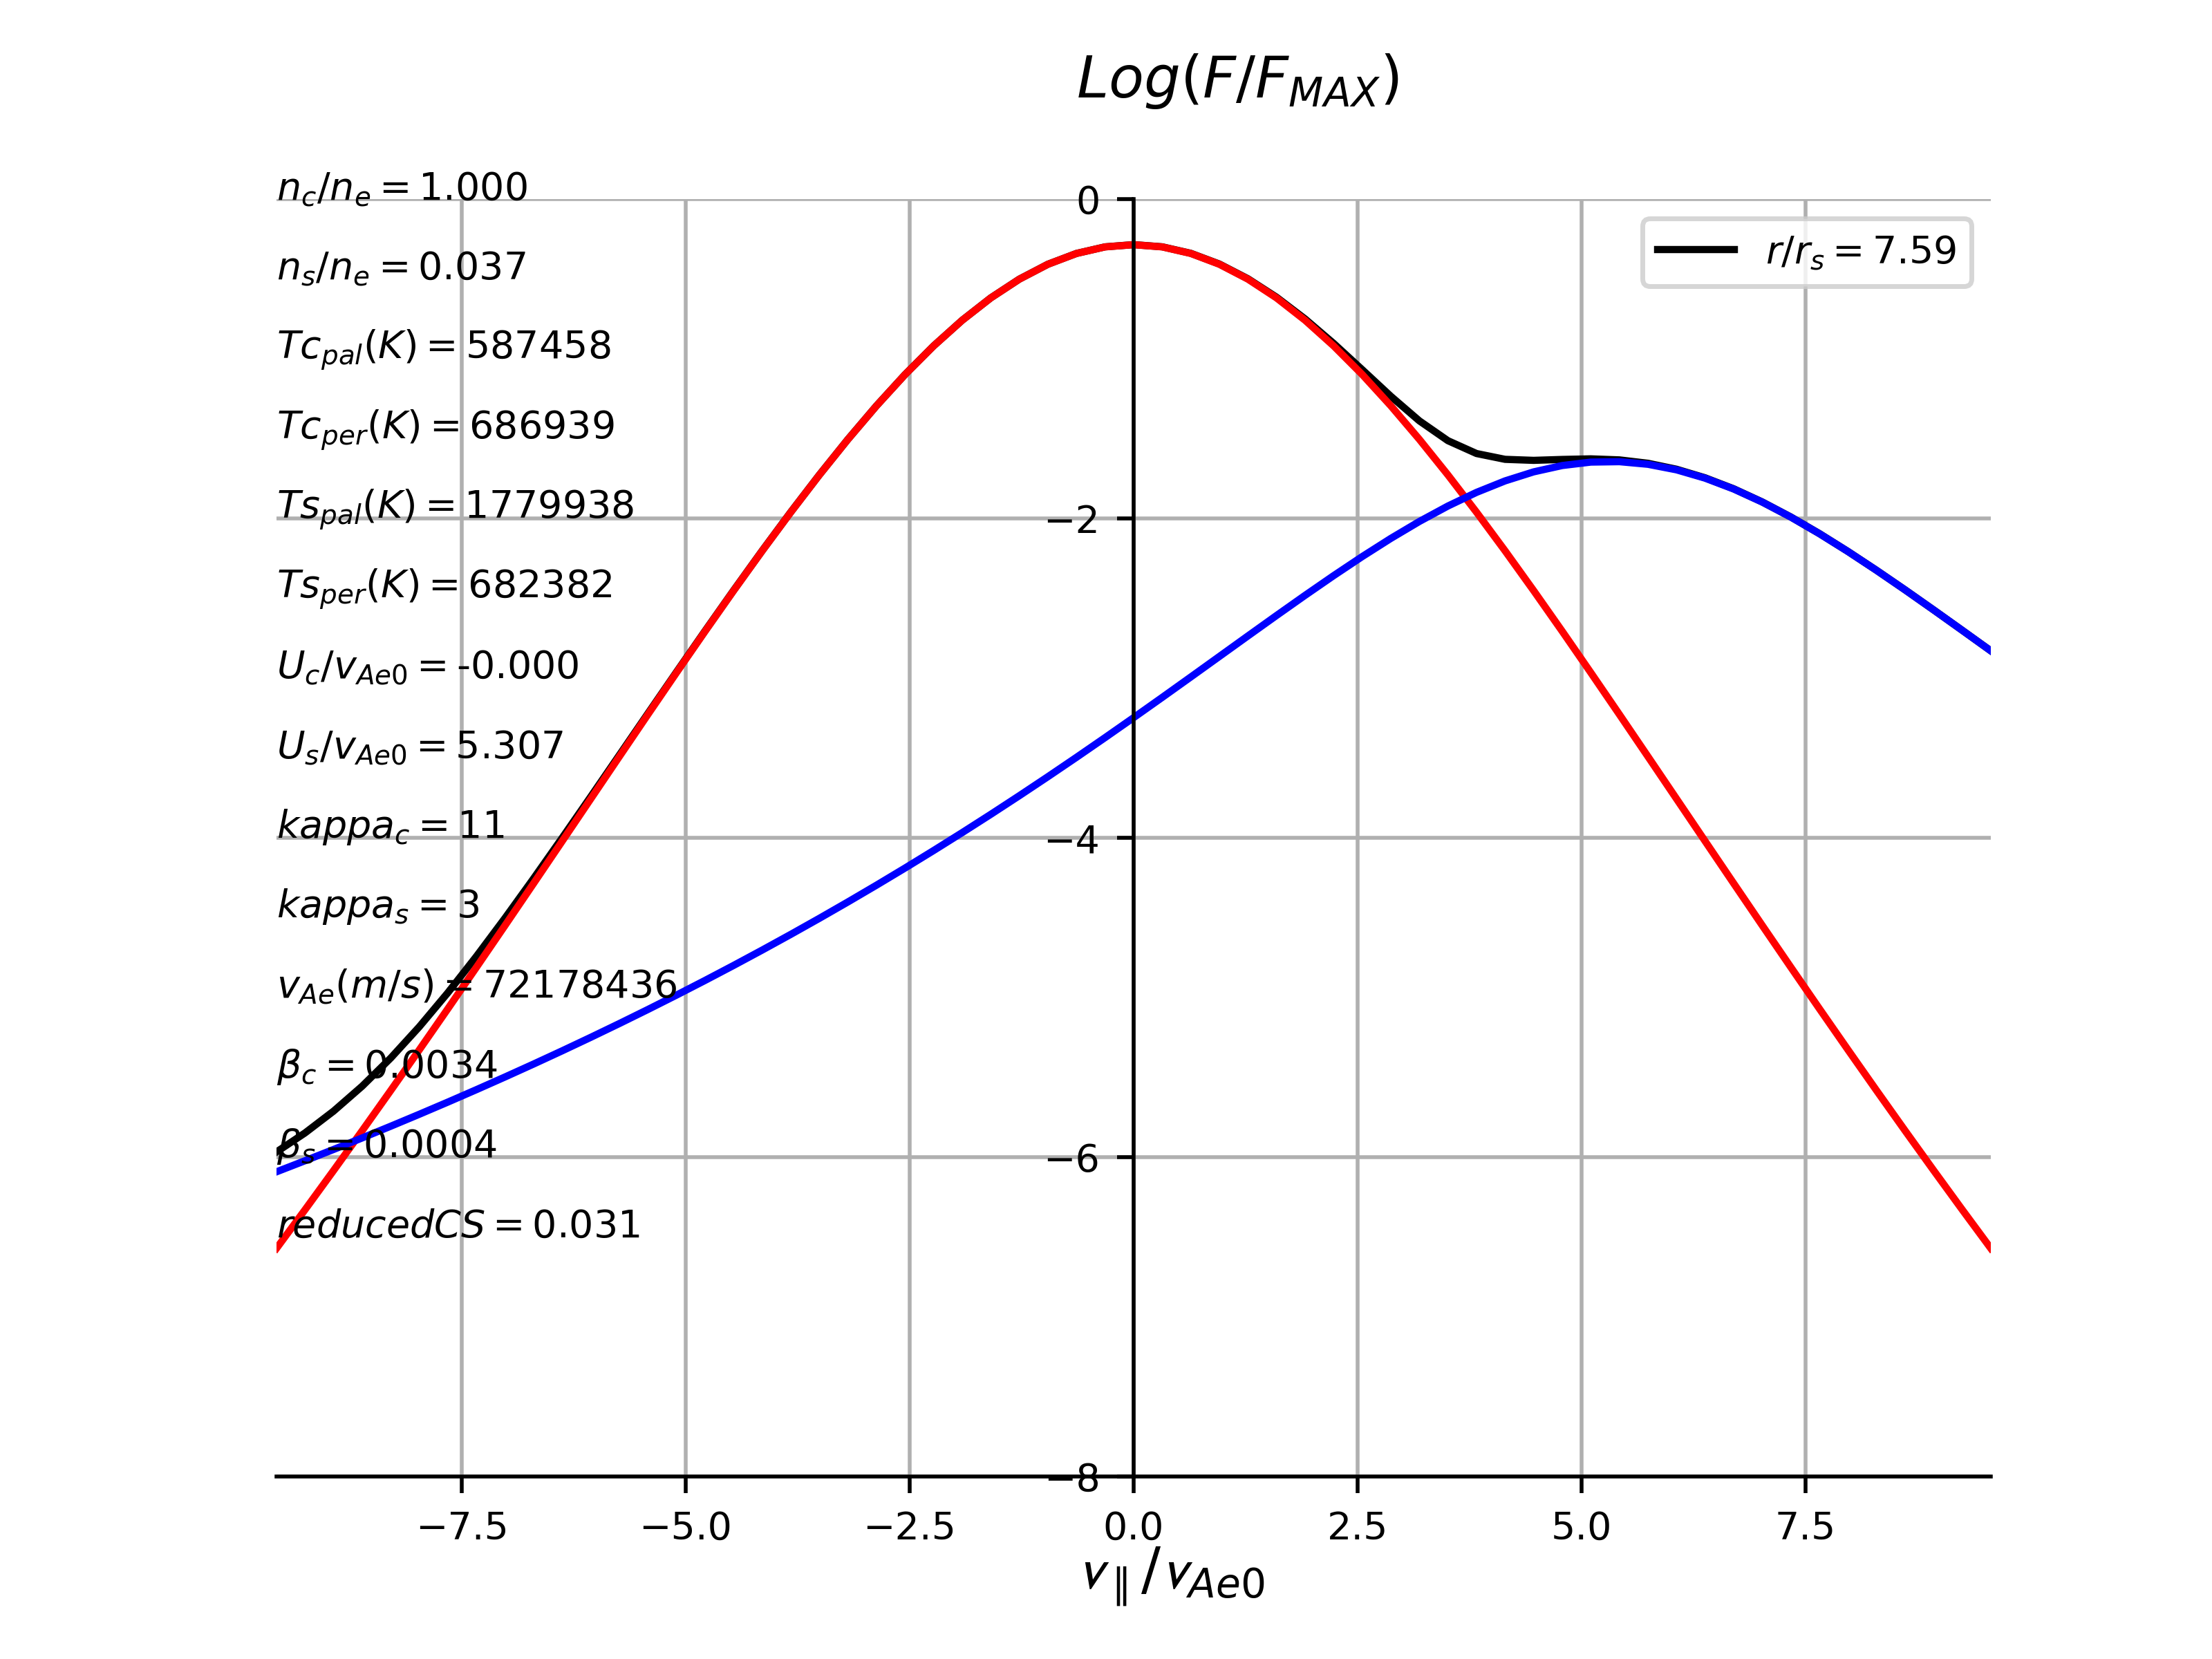 Log(F/F_MAX)
n_c/n_e = 1.000
0
r/r_s = 7.59
n_s/n_e = 0.037
Tc_pal(K) = 587458
Tc_per(K) = 686939
Ts_pal(K) = 1779938
−2
Ts_per(K) = 682382
U_c/v_Ae0 = -0.000
U_s/v_Ae0 = 5.307
kappa_c = 11
−4
kappa_s = 3
v_Ae(m/s) = 72178436
β_c = 0.0034
β_s = 0.0004
−6
reducedCS = 0.031
−8
−7.5 −5.0 −2.5 0.0 2.5 5.0 7.5
v_∥/v_Ae0